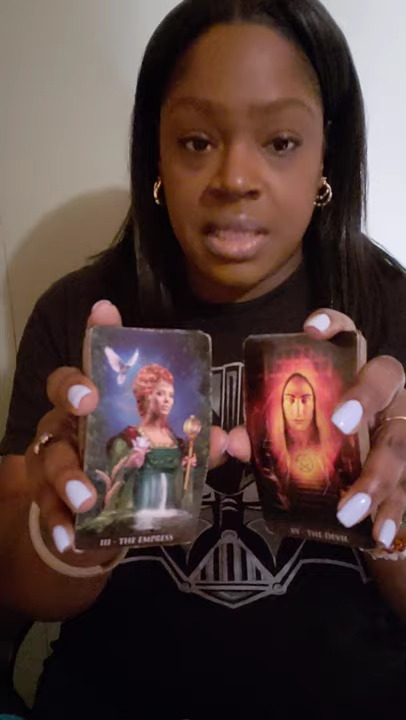 III - THE EMPRESS
XV - THE DEVIL